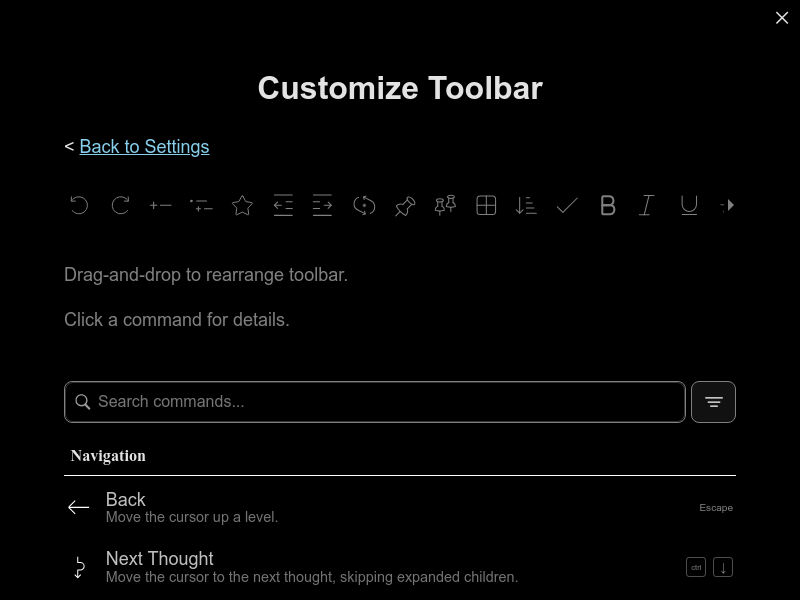 Customize Toolbar
< Back to Settings
B I U
Drag-and-drop to rearrange toolbar.
Click a command for details.
Search commands...
Navigation
Back
Move the cursor up a level.
Escape
Next Thought
Move the cursor to the next thought, skipping expanded children.
ctrl ↓